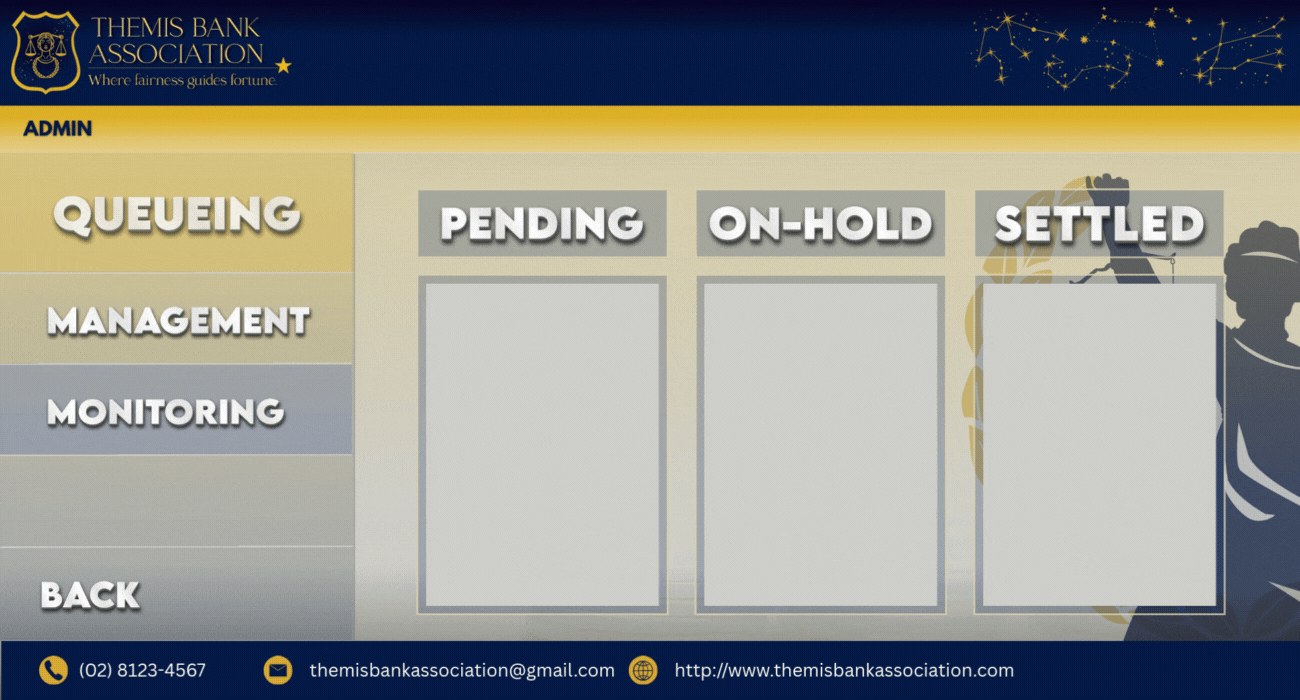 THEMIS BANK
ASSOCIATION
Where fairness guides fortune.
ADMIN
QUEUEING
MANAGEMENT
MONITORING
BACK
PENDING
ON-HOLD
SETTLED
(02) 8123-4567
themisbankassociation@gmail.com
http://www.themisbankassociation.com